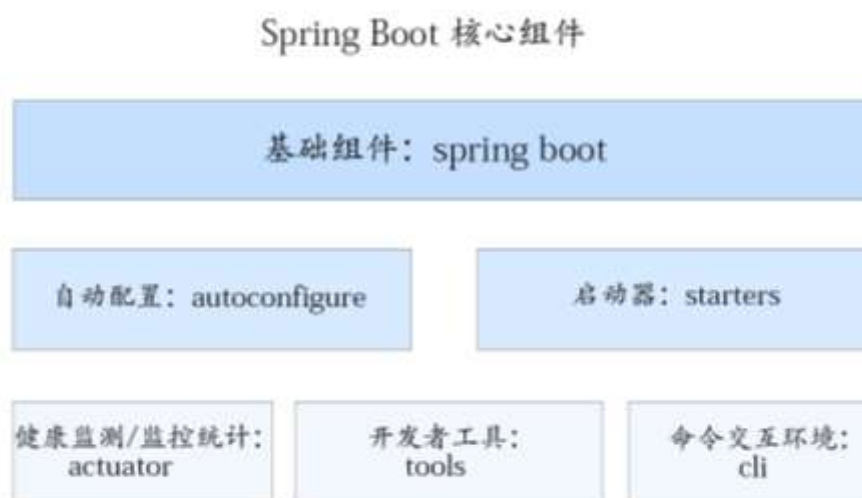 Spring Boot 核心组件
基础组件：spring boot
自动配置：autoconfigure
启动器：starters
健康监测/监控统计：
actuator
开发者工具：
tools
命令交互环境：
cli